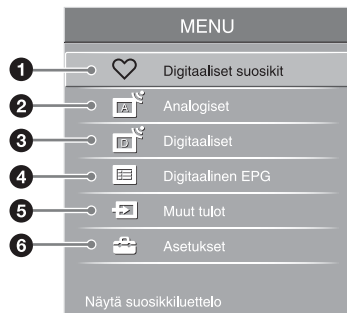 MENU
1 Digitaaliset suosikit
2 A Analogiset
3 D Digitaaliset
4 Digitaalinen EPG
5 Muut tulot
6 Asetukset
Näytä suosikkiluettelo